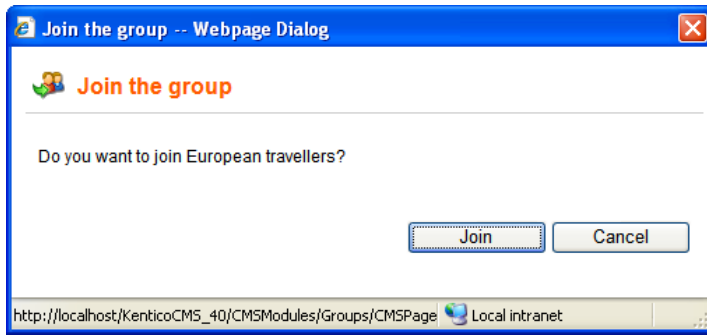 Join the group -- Webpage Dialog
Join the group
Do you want to join European travellers?
Join Cancel
http://localhost/KenticoCMS_40/CMSModules/Groups/CMSPage Local intranet